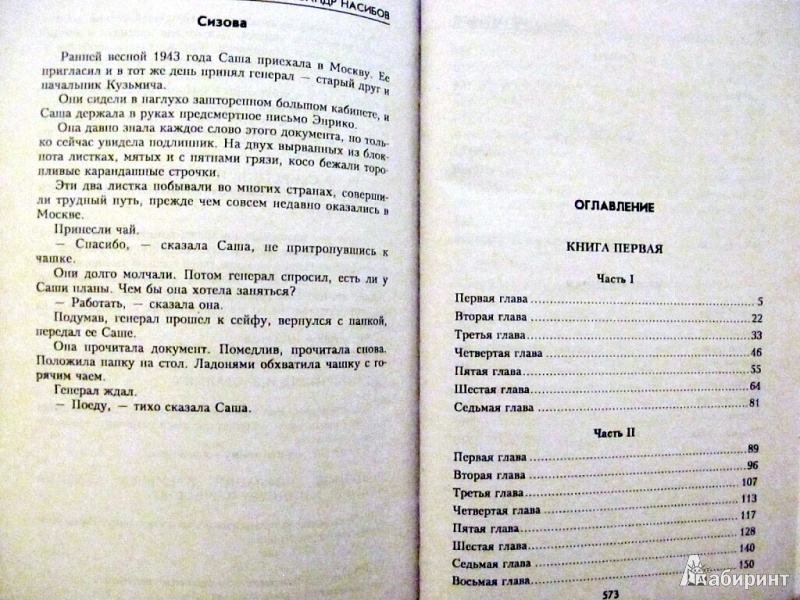 НДР НАСИБОВ
Сизова
Ранней весной 1943 года Саша приехала в Москву. Ее
пригласил и в тот же день принял генерал — старый друг и
начальник Кузьмича.
Они сидели в наглухо зашторенном большом кабинете, и
Саша держала в руках предсмертное письмо Энрико.
Она давно знала каждое слово этого документа, но толь-
ко сейчас увидела подлинник. На двух вырванных из блок-
нота листках, мятых и с пятнами грязи, косо бежали торо-
пливые карандашные строчки.
Эти два листка побывали во многих странах, соверши-
ли трудный путь, прежде чем совсем недавно оказались в
Москве.
Принесли чай.
— Спасибо, — сказала Саша, не притронувшись к
чашке.
Они долго молчали. Потом генерал спросил, есть ли у
Саши планы. Чем бы она хотела заняться?
— Работать, — сказала она.
Подумав, генерал прошел к сейфу, вернулся с папкой,
передал ее Саше.
Она прочитала документ. Помедлив, прочитала снова.
Положила папку на стол. Ладонями обхватила чашку с го-
рячим чаем.
Генерал ждал.
— Поеду, — тихо сказала Саша.
ОГЛАВЛЕНИЕ
КНИГА ПЕРВАЯ
Часть I
Первая глава 5
Вторая глава 22
Третья глава 33
Четвертая глава 46
Пятая глава 55
Шестая глава 64
Седьмая глава 81
Часть II
Первая глава 89
Вторая глава 96
Третья глава 107
Четвертая глава 113
Пятая глава 117
Шестая глава 128
Седьмая глава 140
Восьмая глава 150
573
Лабиринт